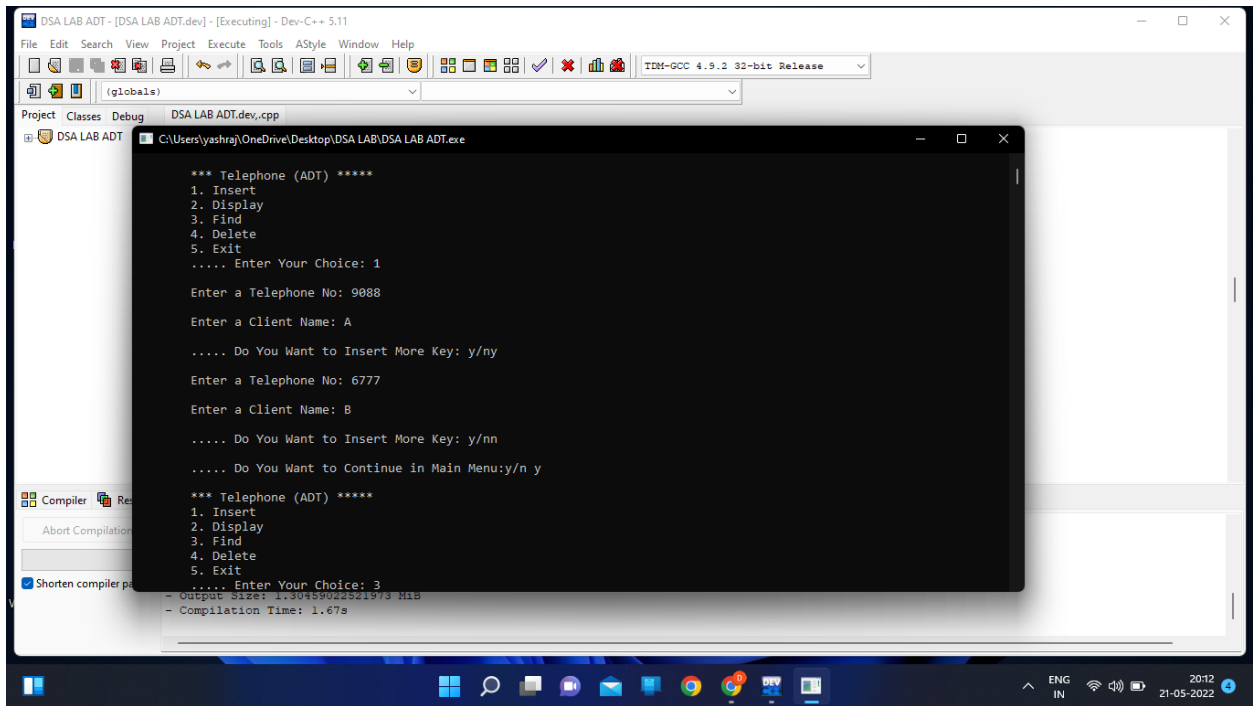 DSA LAB ADT - [DSA LAB ADT.dev] - [Executing] - Dev-C++ 5.11
File Edit Search View Project Execute Tools AStyle Window Help
TDM-GCC 4.9.2 32-bit Release
(globals)
Project Classes Debug DSA LAB ADT.dev,.cpp
DSA LAB ADT
C:\Users\yashraj\OneDrive\Desktop\DSA LAB\DSA LAB ADT.exe
*** Telephone (ADT) *****
1. Insert
2. Display
3. Find
4. Delete
5. Exit
..... Enter Your Choice: 1
Enter a Telephone No: 9088
Enter a Client Name: A
..... Do You Want to Insert More Key: y/ny
Enter a Telephone No: 6777
Enter a Client Name: B
..... Do You Want to Insert More Key: y/nn
..... Do You Want to Continue in Main Menu:y/n y
*** Telephone (ADT) *****
1. Insert
2. Display
3. Find
4. Delete
5. Exit
..... Enter Your Choice: 3
Compiler Re
Abort Compilation
Shorten compiler pa
- Output Size: 1.30459022521973 MiB
- Compilation Time: 1.67s
DEV
ENG
IN
20:12
21-05-2022
4